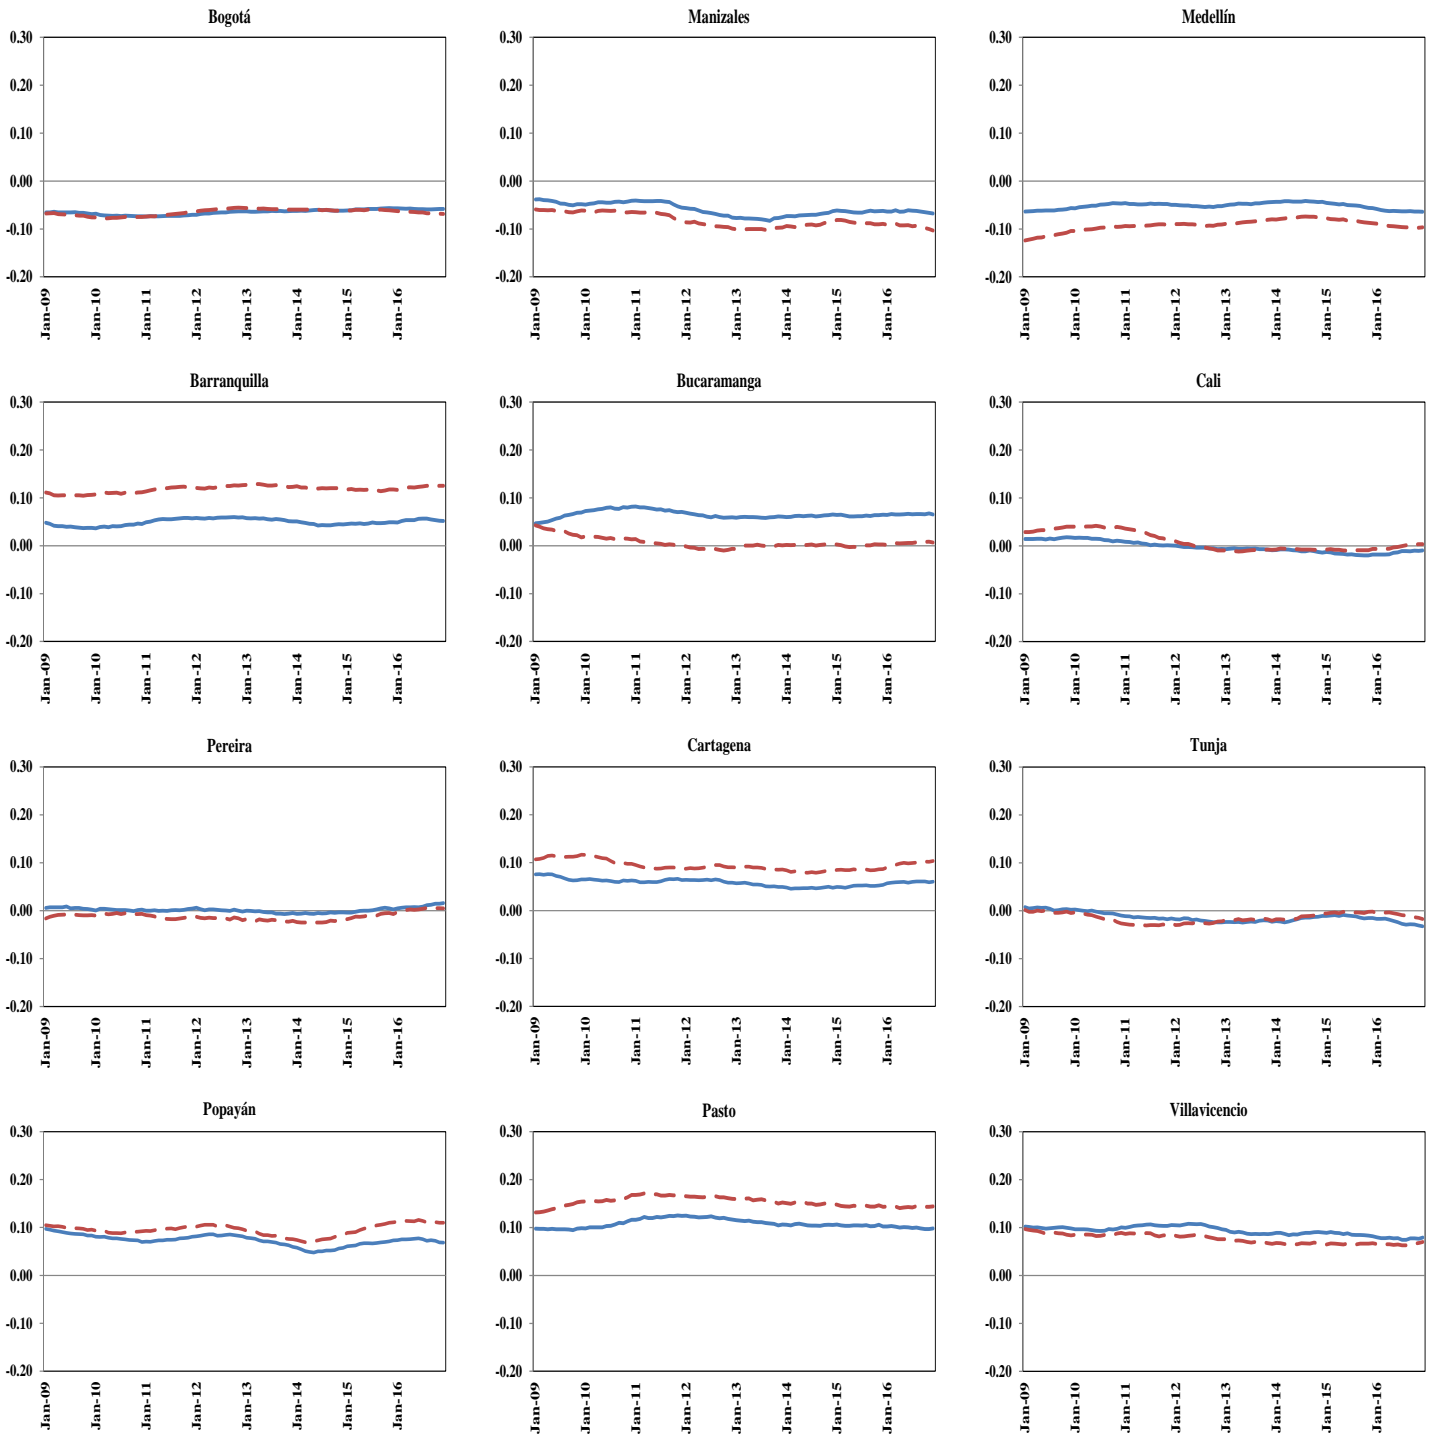 Bogotá
Manizales
Medellín
0.30
0.20
0.10
0.00
-0.10
-0.20
Jan-09
Jan-10
Jan-11
Jan-12
Jan-13
Jan-14
Jan-15
Jan-16
0.30
0.20
0.10
0.00
-0.10
-0.20
Jan-09
Jan-10
Jan-11
Jan-12
Jan-13
Jan-14
Jan-15
Jan-16
0.30
0.20
0.10
0.00
-0.10
-0.20
Jan-09
Jan-10
Jan-11
Jan-12
Jan-13
Jan-14
Jan-15
Jan-16
Barranquilla
Bucaramanga
Cali
0.30
0.20
0.10
0.00
-0.10
-0.20
Jan-09
Jan-10
Jan-11
Jan-12
Jan-13
Jan-14
Jan-15
Jan-16
0.30
0.20
0.10
0.00
-0.10
-0.20
Jan-09
Jan-10
Jan-11
Jan-12
Jan-13
Jan-14
Jan-15
Jan-16
0.30
0.20
0.10
0.00
-0.10
-0.20
Jan-09
Jan-10
Jan-11
Jan-12
Jan-13
Jan-14
Jan-15
Jan-16
Pereira
Cartagena
Tunja
0.30
0.20
0.10
0.00
-0.10
-0.20
Jan-09
Jan-10
Jan-11
Jan-12
Jan-13
Jan-14
Jan-15
Jan-16
0.30
0.20
0.10
0.00
-0.10
-0.20
Jan-09
Jan-10
Jan-11
Jan-12
Jan-13
Jan-14
Jan-15
Jan-16
0.30
0.20
0.10
0.00
-0.10
-0.20
Jan-09
Jan-10
Jan-11
Jan-12
Jan-13
Jan-14
Jan-15
Jan-16
Popayán
Pasto
Villavicencio
0.30
0.20
0.10
0.00
-0.10
-0.20
Jan-09
Jan-10
Jan-11
Jan-12
Jan-13
Jan-14
Jan-15
Jan-16
0.30
0.20
0.10
0.00
-0.10
-0.20
Jan-09
Jan-10
Jan-11
Jan-12
Jan-13
Jan-14
Jan-15
Jan-16
0.30
0.20
0.10
0.00
-0.10
-0.20
Jan-09
Jan-10
Jan-11
Jan-12
Jan-13
Jan-14
Jan-15
Jan-16